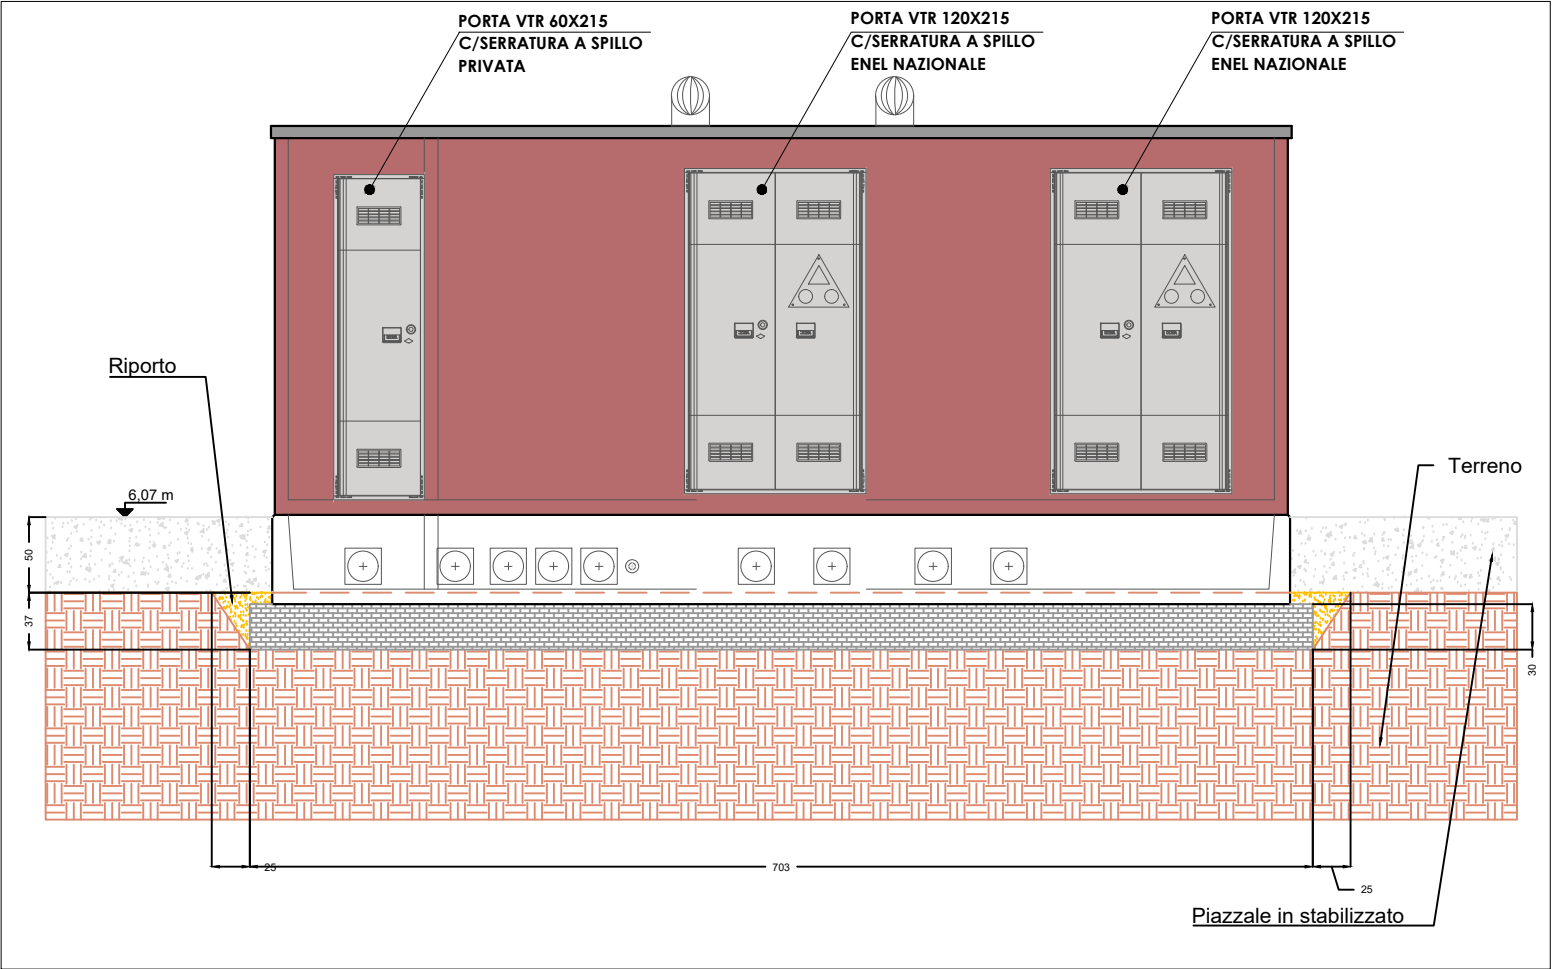 PORTA VTR 60X215
C/SERRATURA A SPILLO
PRIVATA
PORTA VTR 120X215
C/SERRATURA A SPILLO
ENEL NAZIONALE
PORTA VTR 120X215
C/SERRATURA A SPILLO
ENEL NAZIONALE
Riporto
Terreno
6,07 m
50
37
30
25
703
25
Piazzale in stabilizzato